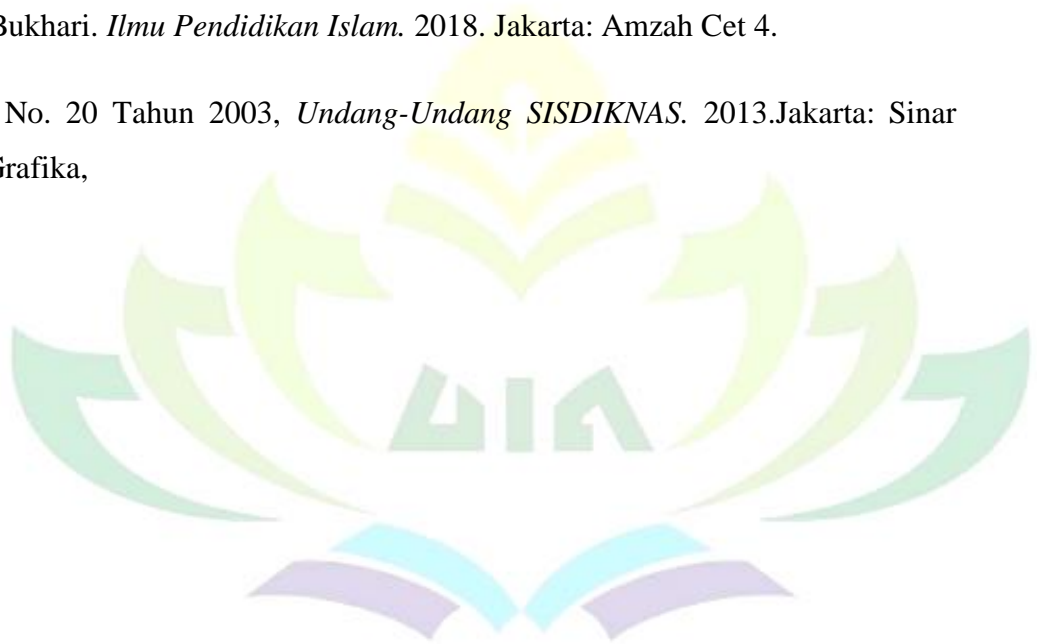 Bukhari. Ilmu Pendidikan Islam. 2018. Jakarta: Amzah Cet 4.
No. 20 Tahun 2003, Undang-Undang SISDIKNAS. 2013.Jakarta: Sinar
Grafika,
UIN